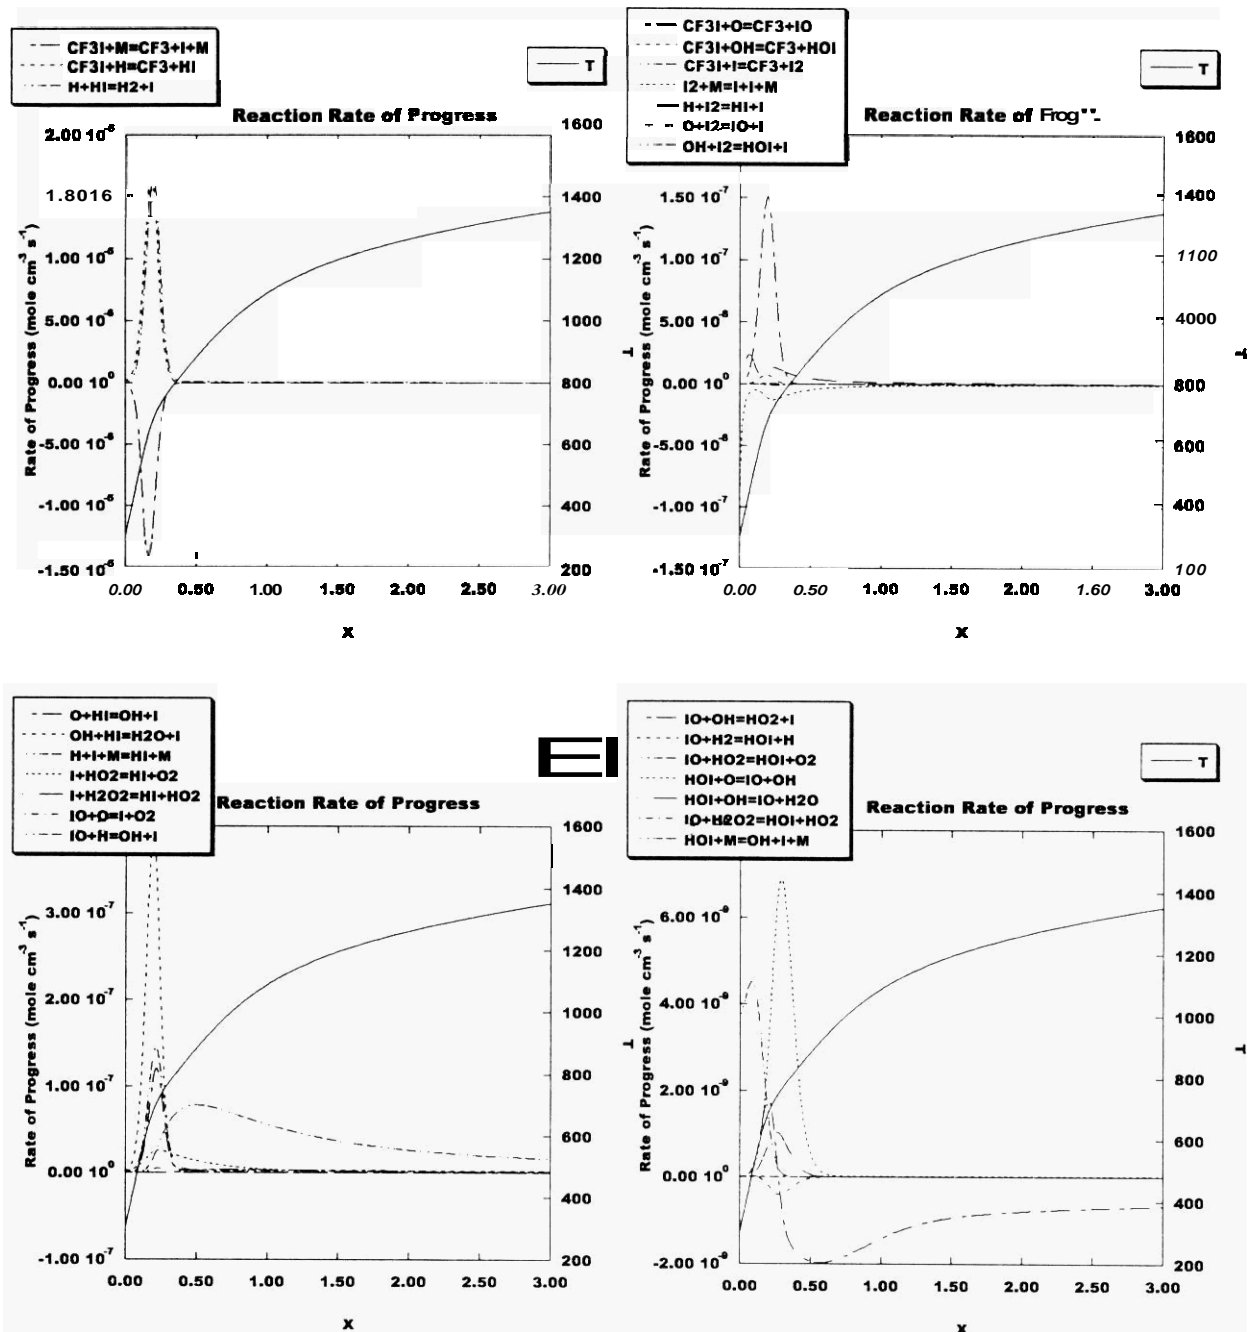 CF3I+M=CF3+I+M
CF3I+H=CF3+HI
H+HI=H2+I
T
Reaction Rate of Progress
2.00 10-6
1.8016
1.00 10-6
5.00 10-6
0.00 100
-5.00 10-6
-1.00 10-6
-1.50 10-6
Rate of Progress (mole cm-3 s-1)
1600
1400
1200
1000
800
600
400
200
T
0.00 0.50 1.00 1.50 2.00 2.50 3.00
X
CF3I+O=CF3+IO
CF3I+OH=CF3+HOI
CF3I+I=CF3+I2
I2+M=I+I+M
H+I2=HI+I
O+I2=IO+I
OH+I2=HOI+I
T
Reaction Rate of Frog**-
1.50 10-7
1.00 10-7
5.00 10-8
0.00 100
-5.00 10-8
-1.00 10-7
-1.50 10-7
Rate of Progress (mole cm-3 s-1)
1600
1400
1100
4000
800
600
400
100
0.00 0.50 1.00 1.50 2.00 1.60 3.00
X
O+HI=OH+I
OH+HI=H2O+I
H+I+M=HI+M
I+HO2=HI+O2
I+H2O2=HI+HO2
IO+O=I+O2
IO+H=OH+I
Reaction Rate of Progress
3.00 10-7
2.00 10-7
1.00 10-7
0.00 100
-1.00 10-7
Rate of Progress (mole cm-3 s-1)
1600
1400
1200
1000
800
600
400
200
T
0.00 0.50 1.00 1.50 2.00 2.50 3.00
X
IO+OH=HO2+I
IO+H2=HOI+H
IO+HO2=HOI+O2
HOI+O=IO+OH
HOI+OH=IO+H2O
IO+H2O2=HOI+HO2
HOI+M=OH+I+M
T
Reaction Rate of Progress
6.00 10-9
4.00 10-9
2.00 10-9
0.00 100
-2.00 10-9
Rate of Progress (mole cm-3 s-1)
1600
1400
1200
1000
800
600
400
200
T
0.00 0.50 1.00 1.50 2.00 2.50 3.00
X